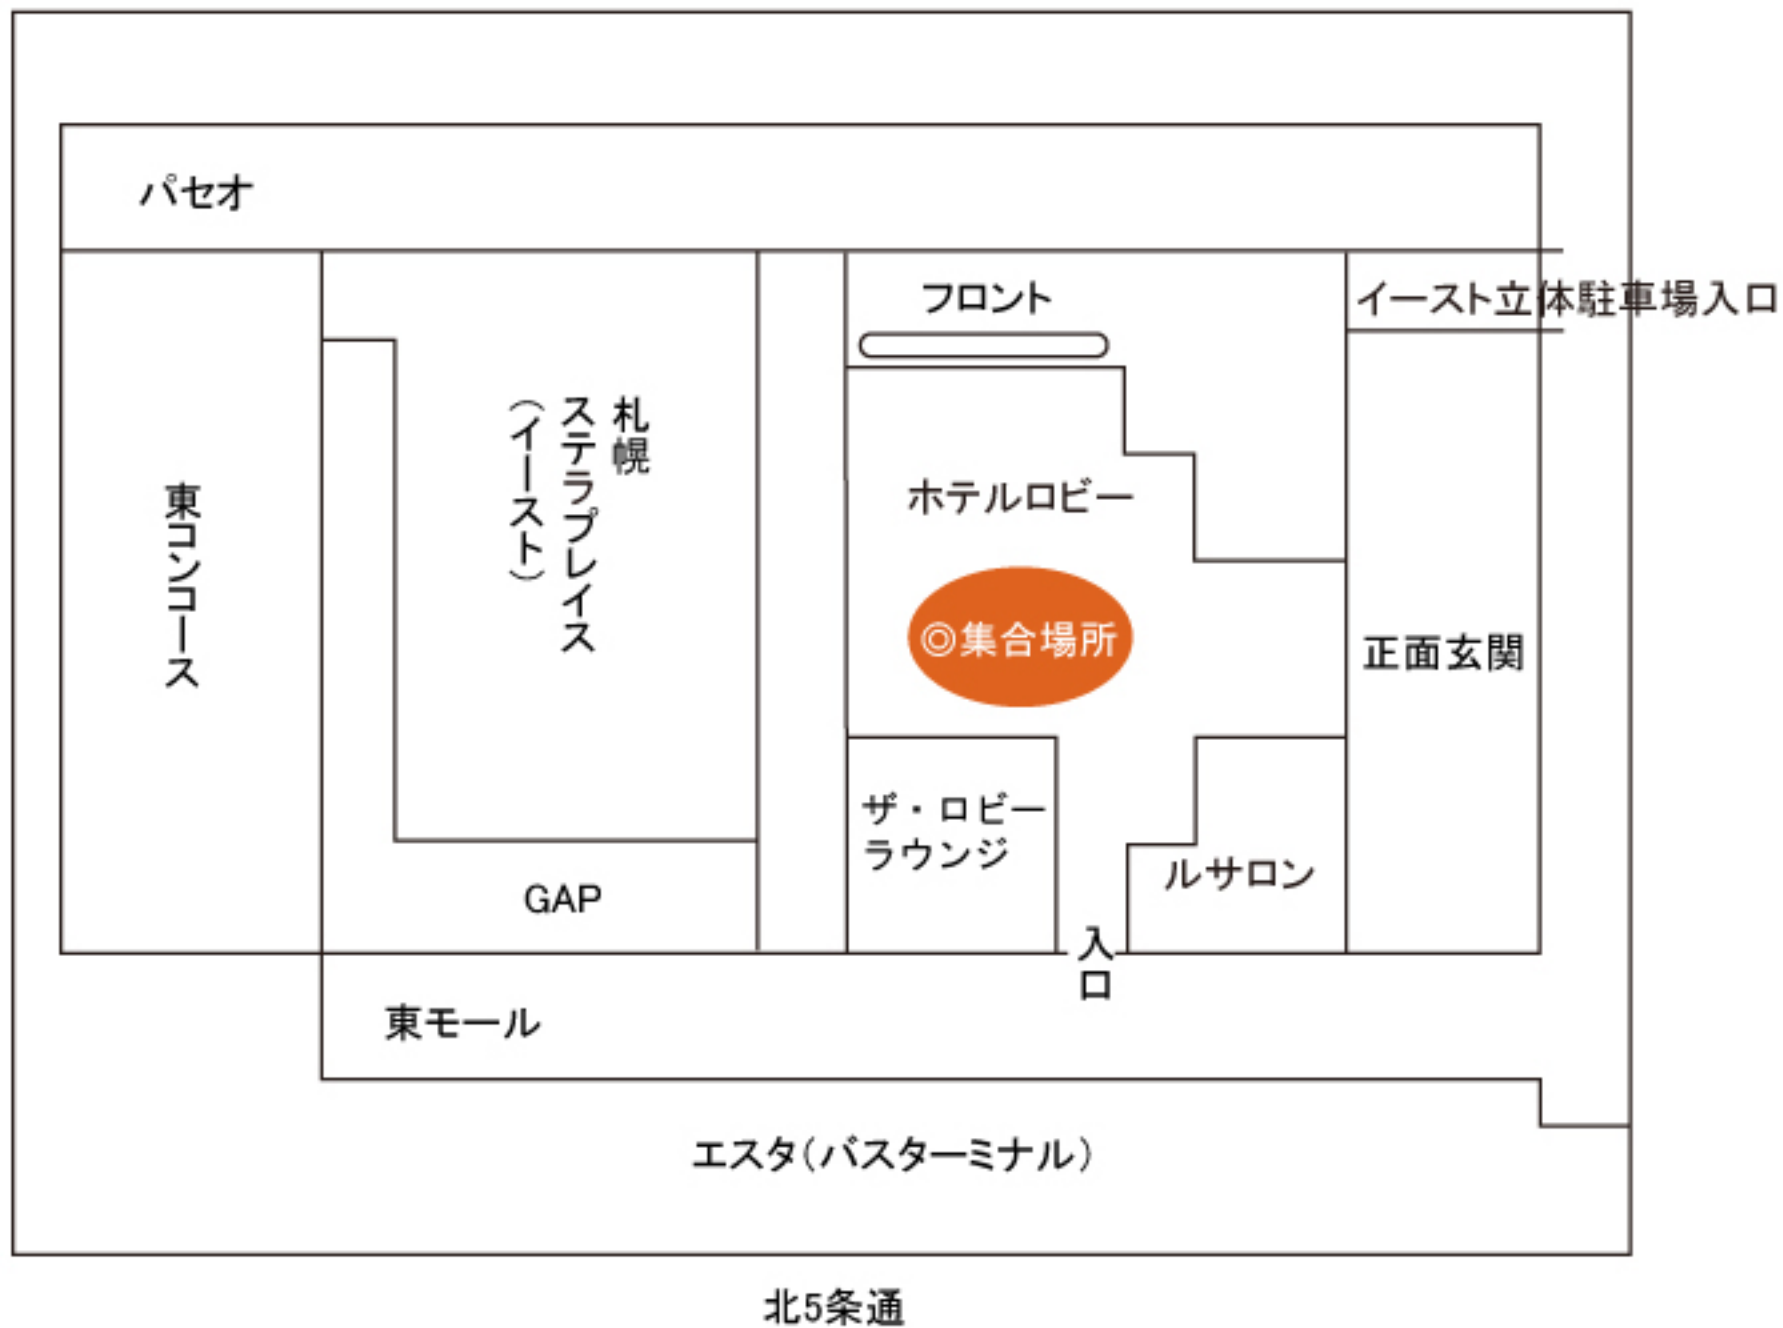 パセオ
フロント
イースト立体駐車場入口
札幌
ステラプレイス
(イースト)
東コンコース
ホテルロビー
◎集合場所
正面玄関
ザ・ロビー
ラウンジ
ルサロン
GAP
入口
東モール
エスタ(バスターミナル)
北5条通